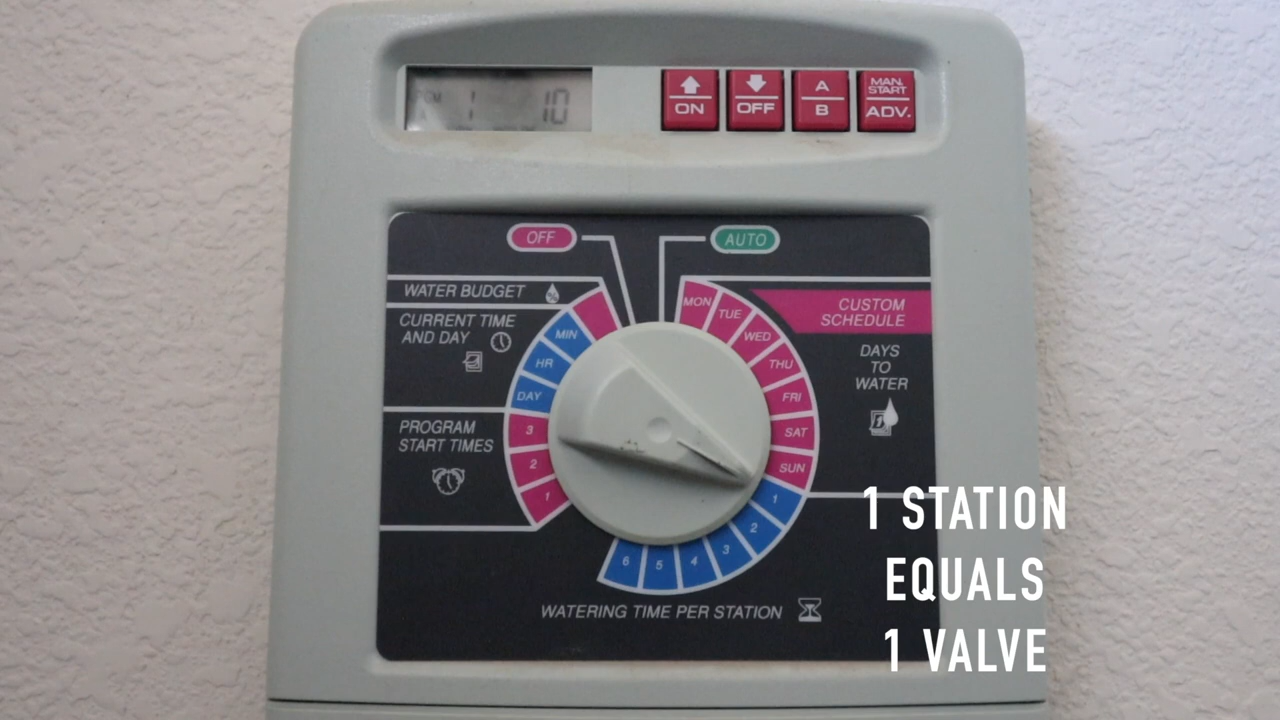 1 10
A
ON
OFF
A
B
MAN.
START
ADV.
OFF
AUTO
WATER BUDGET
CURRENT TIME
AND DAY
MIN
HR
DAY
PROGRAM
START TIMES
3
2
1
MON
TUE
WED
THU
FRI
SAT
SUN
1
2
3
4
5
6
CUSTOM
SCHEDULE
DAYS
TO
WATER
WATERING TIME PER STATION
1 STATION
EQUALS
1 VALVE